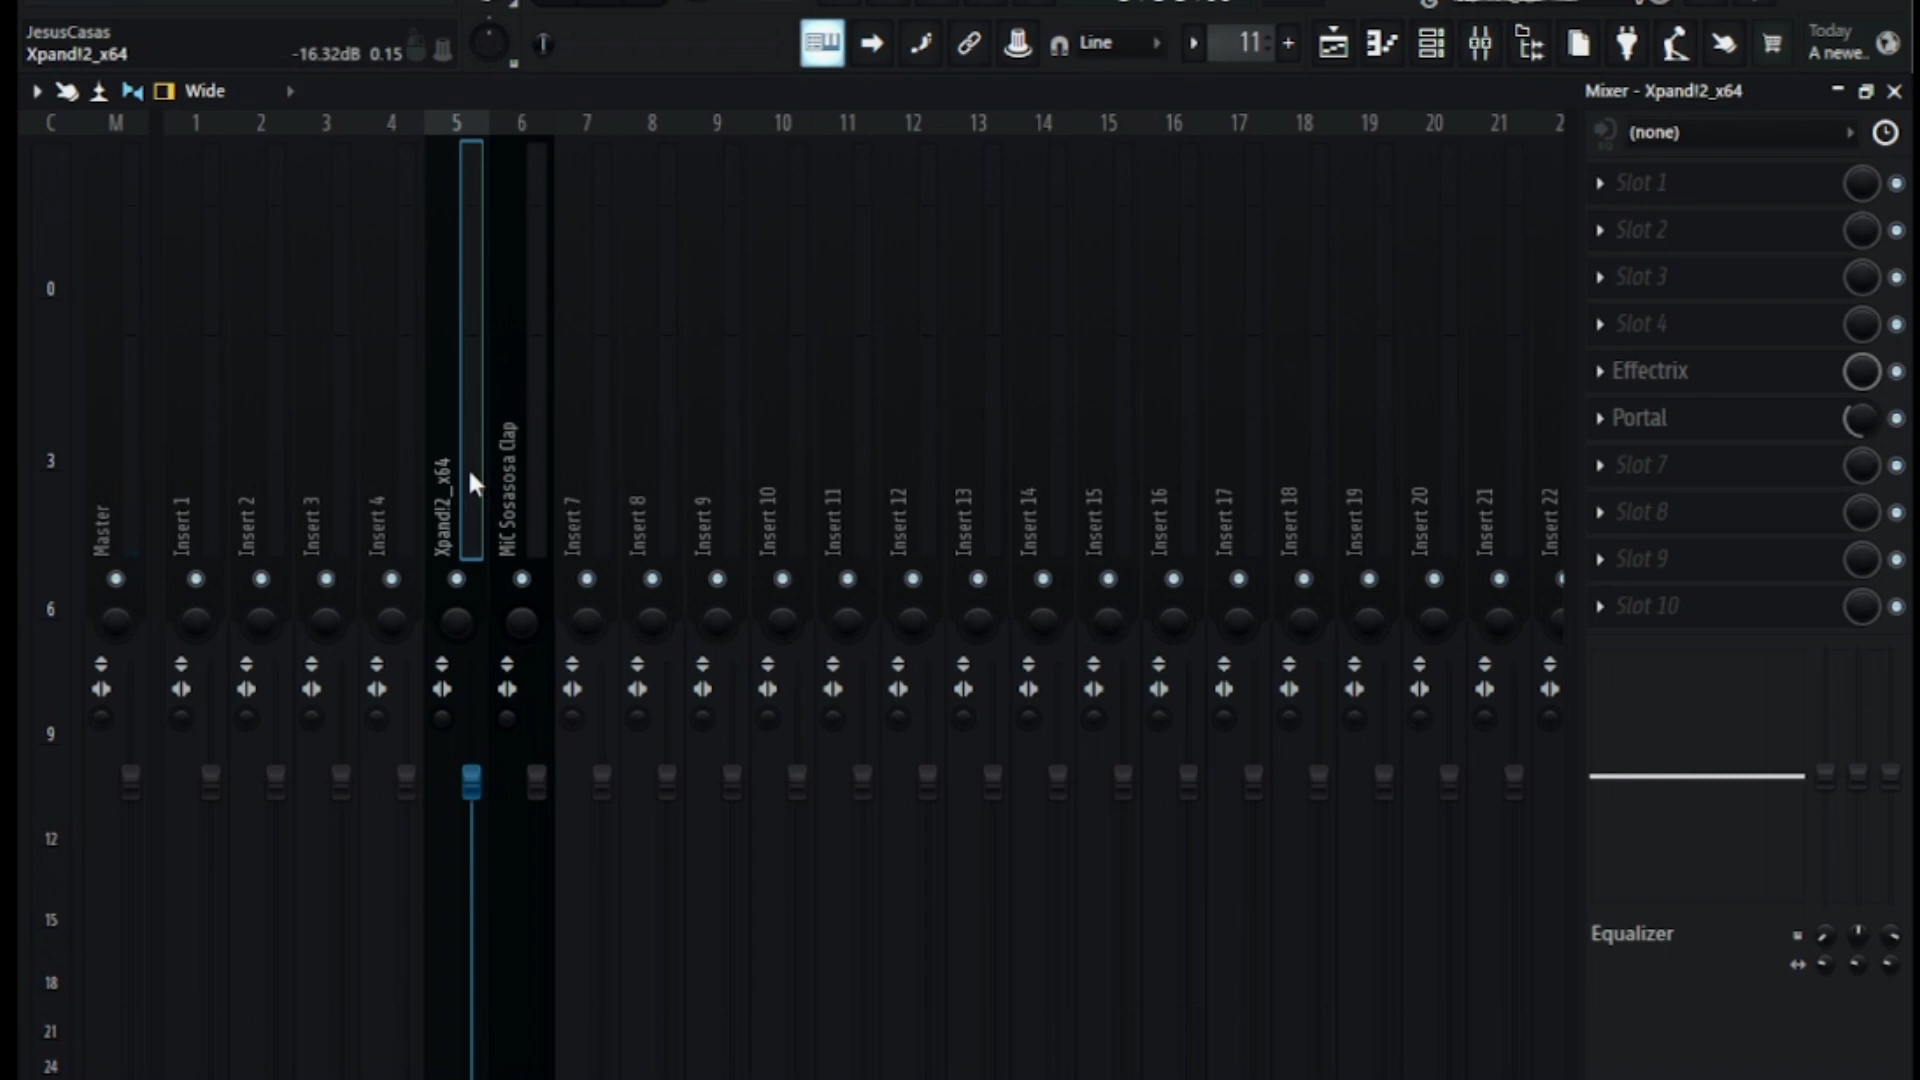 JesusCasas
Xpand!2_x64
-16.32dB 0.15
Line
11
Today
A newe..
Wide
Mixer - Xpand!2_x64
C M 1 2 3 4 5 6 7 8 9 10 11 12 13 14 15 16 17 18 19 20 21 2
(none)
Slot 1
Slot 2
Slot 3
Slot 4
Effectrix
Portal
Slot 7
Slot 8
Slot 9
Slot 10
0
3
6
9
12
15
18
21
24
Master
Insert 1
Insert 2
Insert 3
Insert 4
Xpand!2_x64
MiC Sosasosa Clap
Insert 7
Insert 8
Insert 9
Insert 10
Insert 11
Insert 12
Insert 13
Insert 14
Insert 15
Insert 16
Insert 17
Insert 18
Insert 19
Insert 20
Insert 21
Insert 22
Equalizer